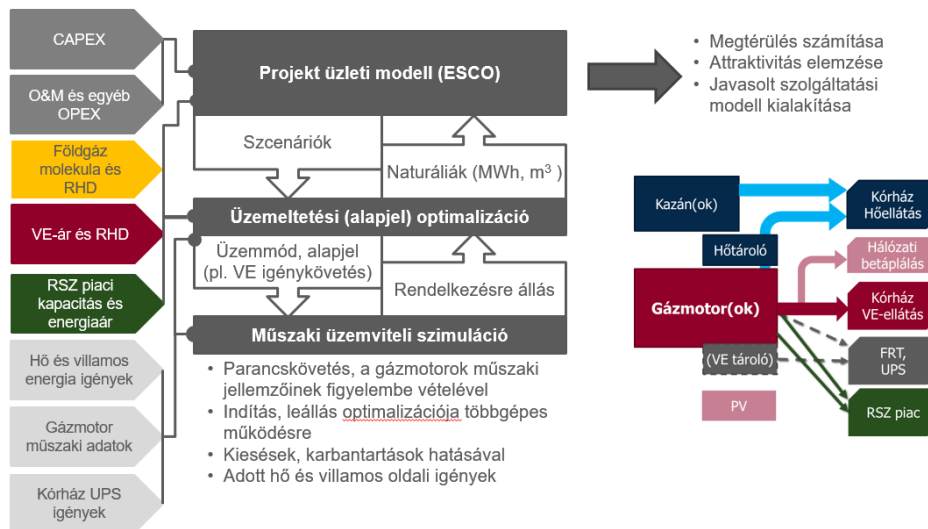 CAPEX
O&M és egyéb
OPEX
Földgáz
molekula és
RHD
VE-ár és RHD
RSZ piaci
kapacitás és
energiaár
Hő és villamos
energia igények
Gázmotor
műszaki adatok
Kórház UPS
igények
Projekt üzleti modell (ESCO)
Szcenáriók
Naturáliák (MWh, m³ )
Üzemeltetési (alapjel) optimalizáció
Üzemmód, alapjel
(pl. VE igénykövetés)
Rendelkezésre állás
Műszaki üzemviteli szimuláció
• Parancskövetés, a gázmotorok műszaki
jellemzőinek figyelembe vételével
• Indítás, leállás optimalizációja többgépes
működésre
• Kiesések, karbantartások hatásával
• Adott hő és villamos oldali igények
• Megtérülés számítása
• Attraktivitás elemzése
• Javasolt szolgáltatási
modell kialakítása
Kazán(ok)
Hőtároló
Gázmotor(ok)
(VE tároló)
PV
Kórház
Hőellátás
Hálózati
betáplálás
Kórház
VE-ellátás
FRT,
UPS
RSZ piac